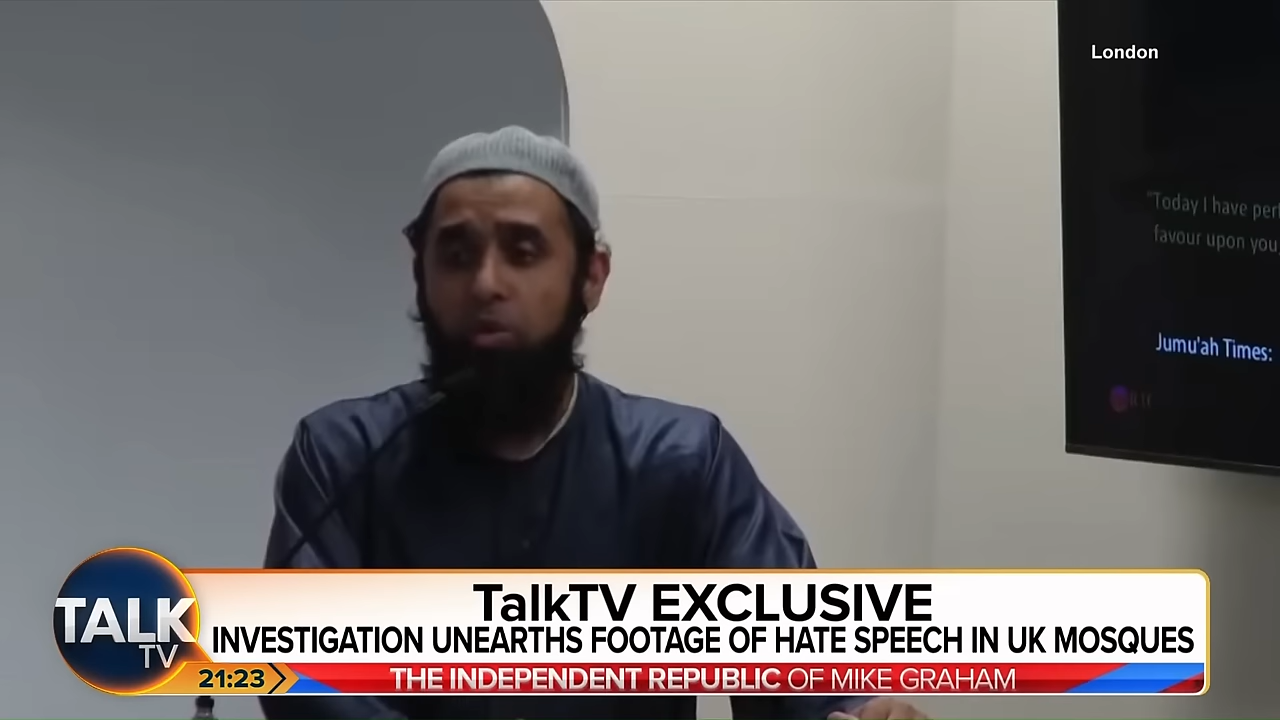 London
"Today I have per
favour upon you
Jumu'ah Times:
TalkTV EXCLUSIVE
INVESTIGATION UNEARTHS FOOTAGE OF HATE SPEECH IN UK MOSQUES
TALK
TV
21:23
THE INDEPENDENT REPUBLIC OF MIKE GRAHAM